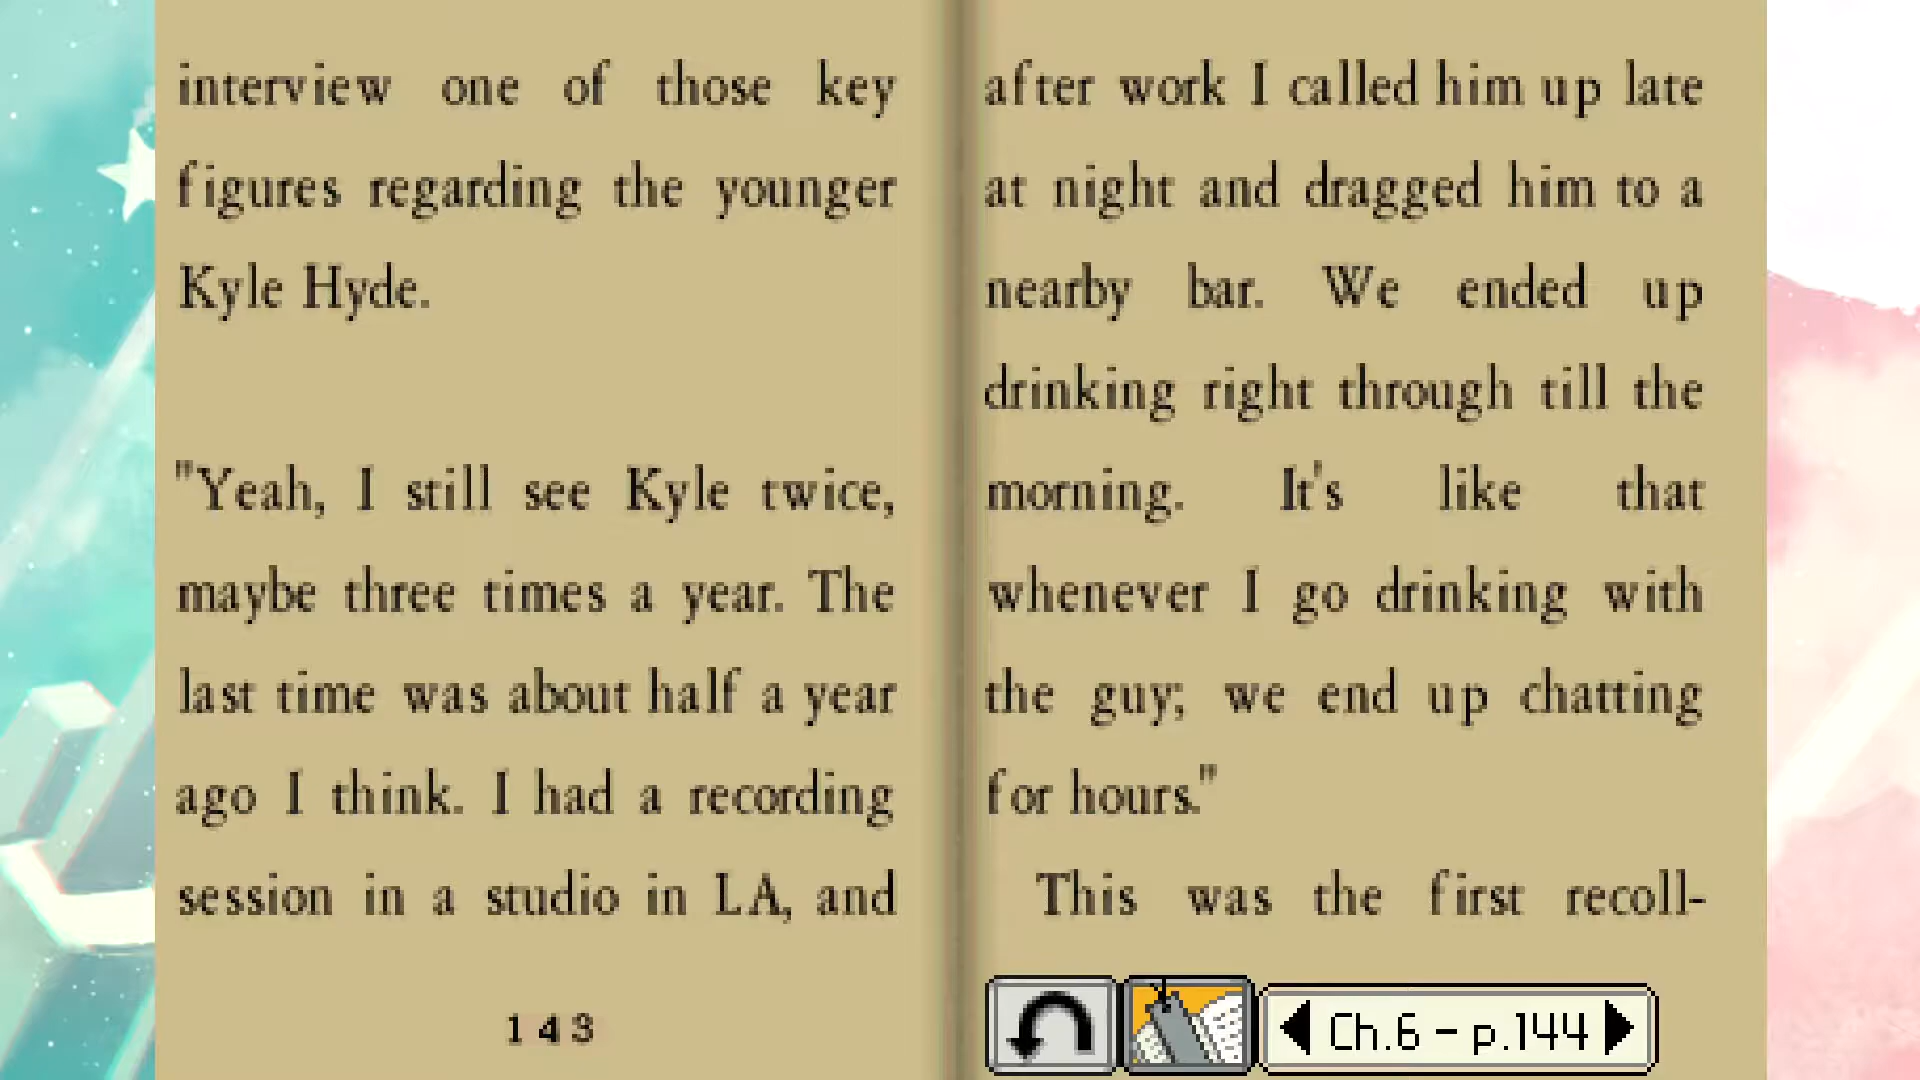 interview one of those key
figures regarding the younger
Kyle Hyde.
"Yeah, I still see Kyle twice,
maybe three times a year. The
last time was about half a year
ago I think. I had a recording
session in a studio in LA, and
143
after work I called him up late
at night and dragged him to a
nearby bar. We ended up
drinking right through till the
morning. It's like that
whenever I go drinking with
the guy; we end up chatting
for hours."
This was the first recoll-
Ch.6 - p.144